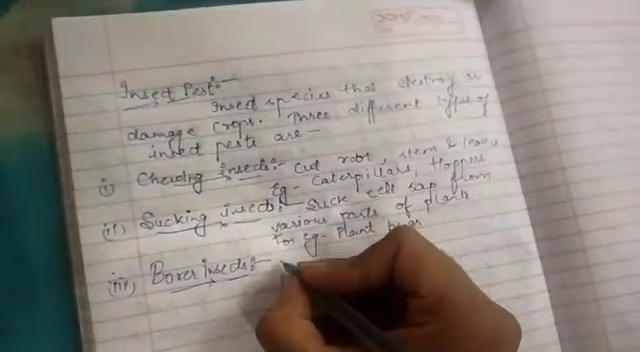 Insect Pest:-
Insect species that destroy or
damage crops. Three different types of
insect pests are -
(i) Chewing insects:- Cut root, stem & leaves
Eg- Caterpillars, Hoppers
(ii) Sucking insects:- Suck cell sap from
various parts of plants
For eg- plant bugs
(iii) Borer insects:-